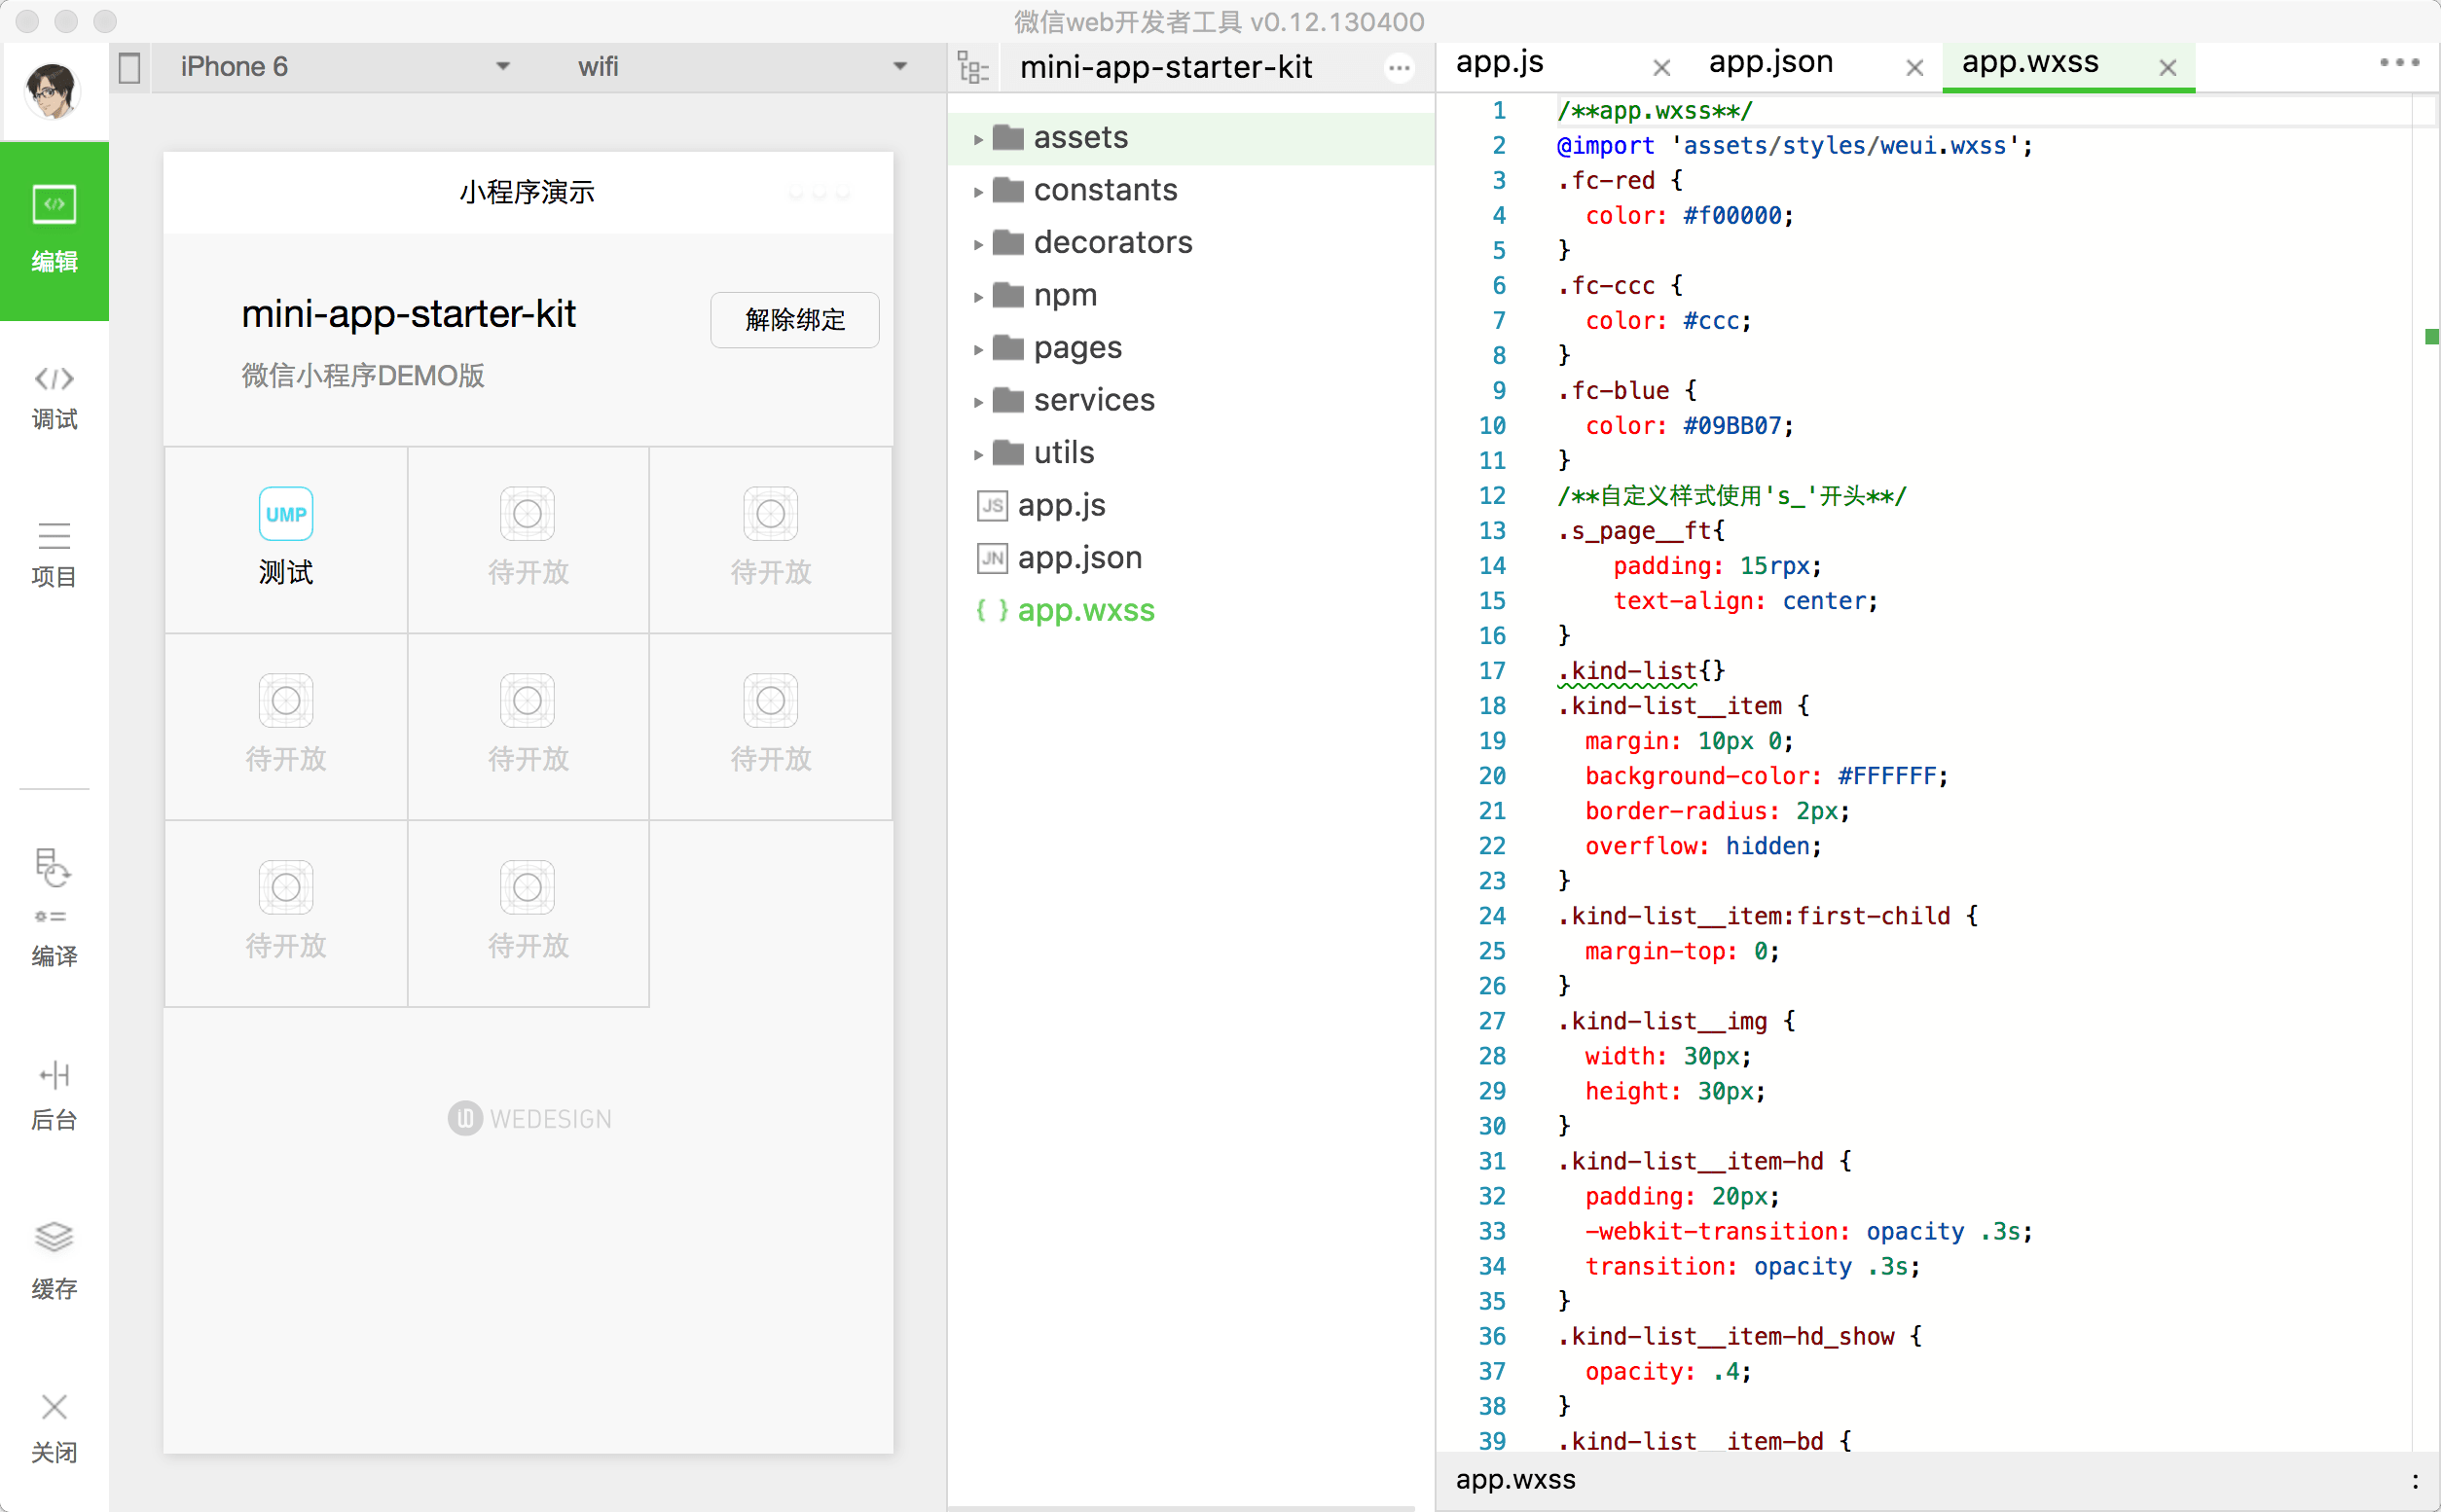 微信web开发者工具 v0.12.130400
iPhone 6
wifi
mini-app-starter-kit
app.js
app.json
app.wxss
编辑
调试
项目
编译
后台
缓存
关闭
小程序演示
mini-app-starter-kit
解除绑定
微信小程序DEMO版
UMP
测试
待开放
待开放
待开放
待开放
待开放
待开放
待开放
WEDESIGN
assets
constants
decorators
npm
pages
services
utils
JS app.js
JN app.json
{ } app.wxss
1 /**app.wxss**/
2 @import 'assets/styles/weui.wxss';
3 .fc-red {
4 color: #f00000;
5 }
6 .fc-ccc {
7 color: #ccc;
8 }
9 .fc-blue {
10 color: #09BB07;
11 }
12 /**自定义样式使用's_'开头**/
13 .s_page__ft{
14 padding: 15rpx;
15 text-align: center;
16 }
17 .kind-list{}
18 .kind-list__item {
19 margin: 10px 0;
20 background-color: #FFFFFF;
21 border-radius: 2px;
22 overflow: hidden;
23 }
24 .kind-list__item:first-child {
25 margin-top: 0;
26 }
27 .kind-list__img {
28 width: 30px;
29 height: 30px;
30 }
31 .kind-list__item-hd {
32 padding: 20px;
33 -webkit-transition: opacity .3s;
34 transition: opacity .3s;
35 }
36 .kind-list__item-hd_show {
37 opacity: .4;
38 }
39 .kind-list__item-bd {
app.wxss